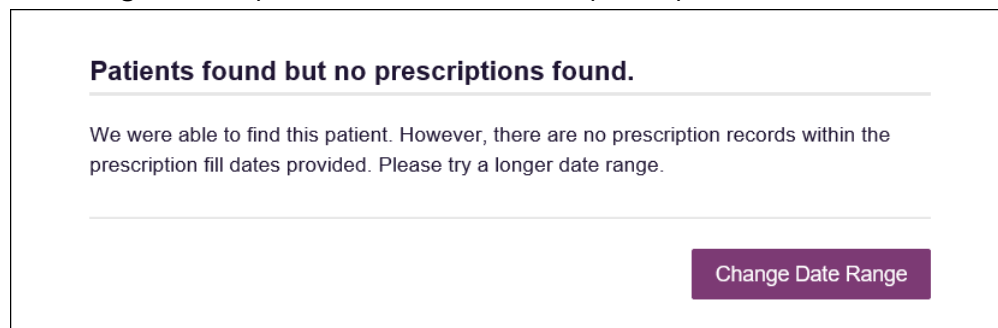 Patients found but no prescriptions found.
We were able to find this patient. However, there are no prescription records within the
prescription fill dates provided. Please try a longer date range.
Change Date Range